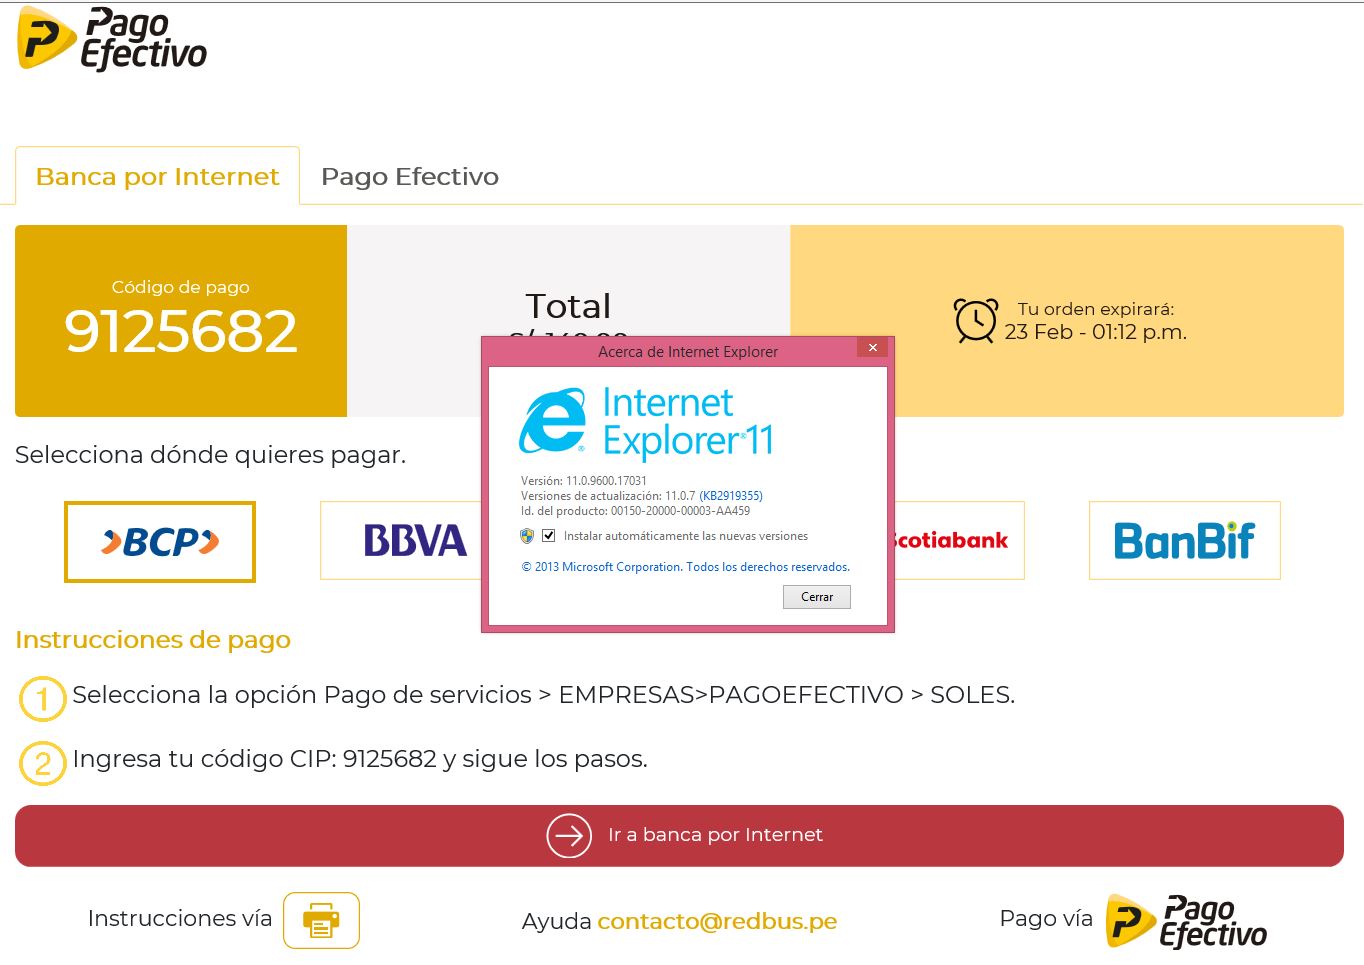 Pago
Efectivo
Banca por Internet
Pago Efectivo
Código de pago
9125682
Total
Tu orden expirará:
23 Feb - 01:12 p.m.
Acerca de Internet Explorer
Internet
Explorer®11
Versión: 11.0.9600.17031
Versiones de actualización: 11.0.7 (KB2919355)
Id. del producto: 00150-20000-00003-AA459
Instalar automáticamente las nuevas versiones
© 2013 Microsoft Corporation. Todos los derechos reservados.
Cerrar
Selecciona dónde quieres pagar.
BCP
BBVA
Scotiabank
BanBif
Instrucciones de pago
1 Selecciona la opción Pago de servicios > EMPRESAS>PAGOEFECTIVO > SOLES.
2 Ingresa tu código CIP: 9125682 y sigue los pasos.
Ir a banca por Internet
Instrucciones vía
Ayuda contacto@redbus.pe
Pago vía
Pago
Efectivo